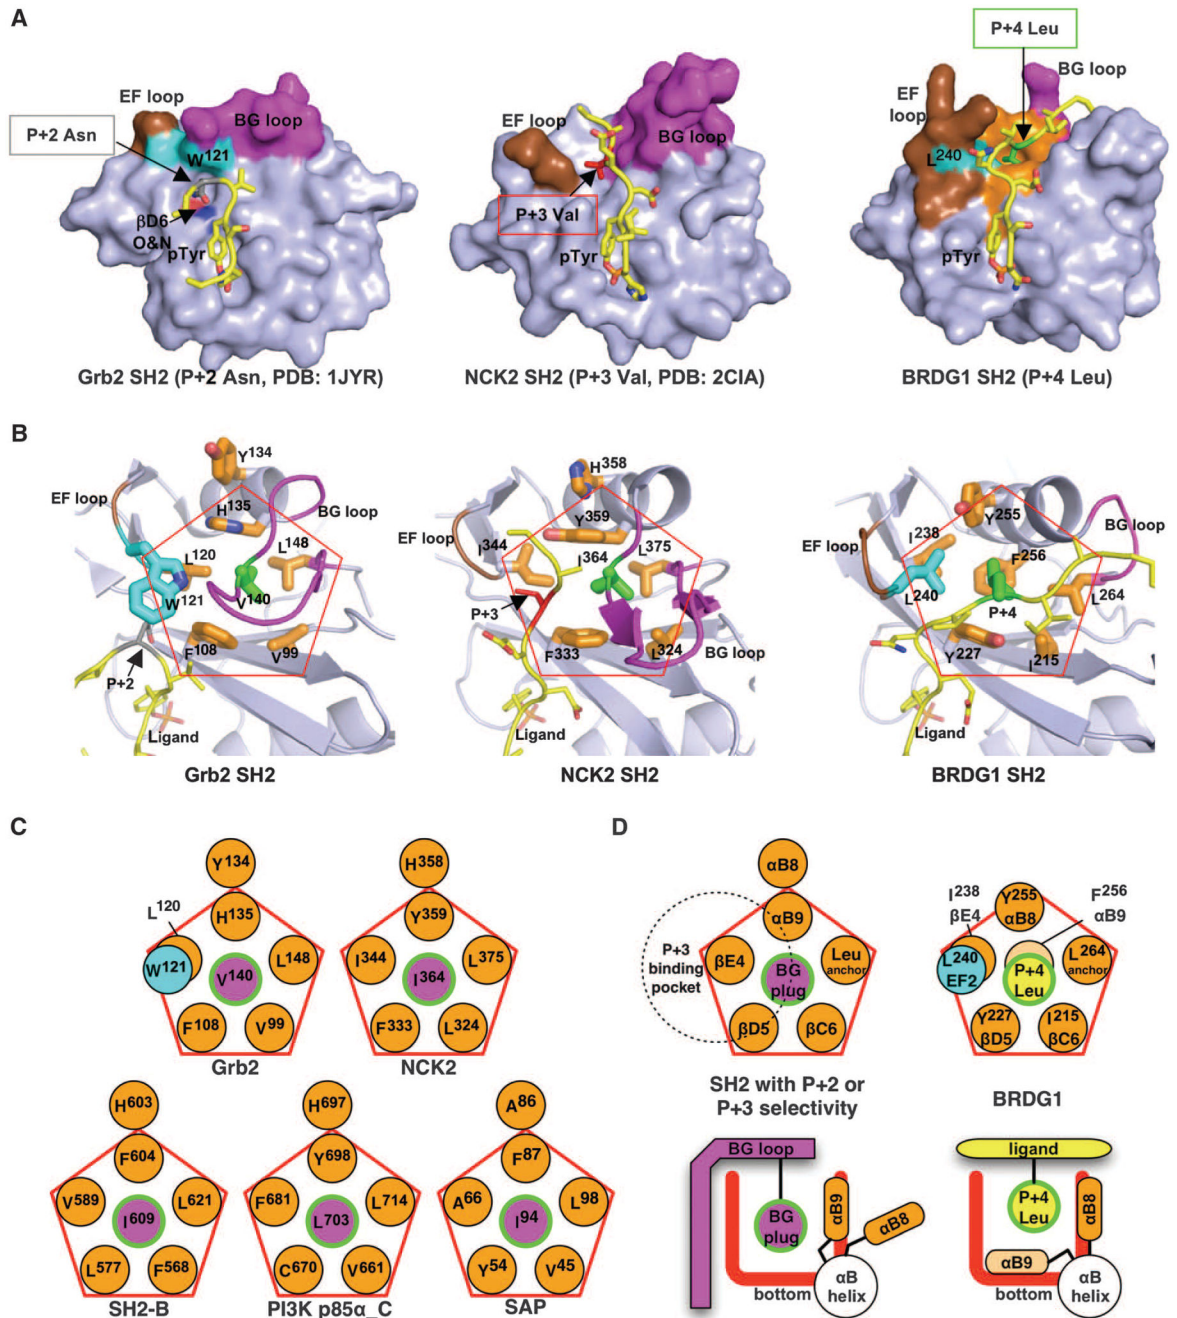 A
P+4 Leu
EF loop
BG loop
P+2 Asn
W121
βD6
O&N
pTyr
EF loop
BG loop
P+3 Val
pTyr
BG loop
EF
loop
L240
pTyr
Grb2 SH2 (P+2 Asn, PDB: 1JYR)
NCK2 SH2 (P+3 Val, PDB: 2CIA)
BRDG1 SH2 (P+4 Leu)
B
Y134
EF loop
H135
BG loop
L120
L148
W121
V140
F108
V99
P+2
Ligand
Grb2 SH2
H358
Y359
EF loop
I344
I364
L375
P+3
F333
L324
BG loop
Ligand
NCK2 SH2
Y255
BG loop
I238
EF loop
F256
L240
P+4
L264
Y227
I215
Ligand
BRDG1 SH2
C
Y134
L120
H135
W121
V140
L148
F108
V99
Grb2
H358
Y359
I344
I364
L375
F333
L324
NCK2
H603
F604
V589
I609
L621
L577
F568
SH2-B
H697
Y698
F681
L703
L714
C670
V661
PI3K p85α_C
A86
F87
A66
I94
L98
Y54
V45
SAP
D
αB8
αB9
P+3
binding
pocket
βE4
BG
plug
Leu
anchor
βD5
βC6
SH2 with P+2 or
P+3 selectivity
I238
βE4
Y255
αB8
F256
αB9
L240
EF2
P+4
Leu
L264
anchor
Y227
βD5
I215
βC6
BRDG1
BG loop
BG
plug
αB9
αB8
bottom
αB
helix
ligand
P+4
Leu
αB8
αB9
bottom
αB
helix